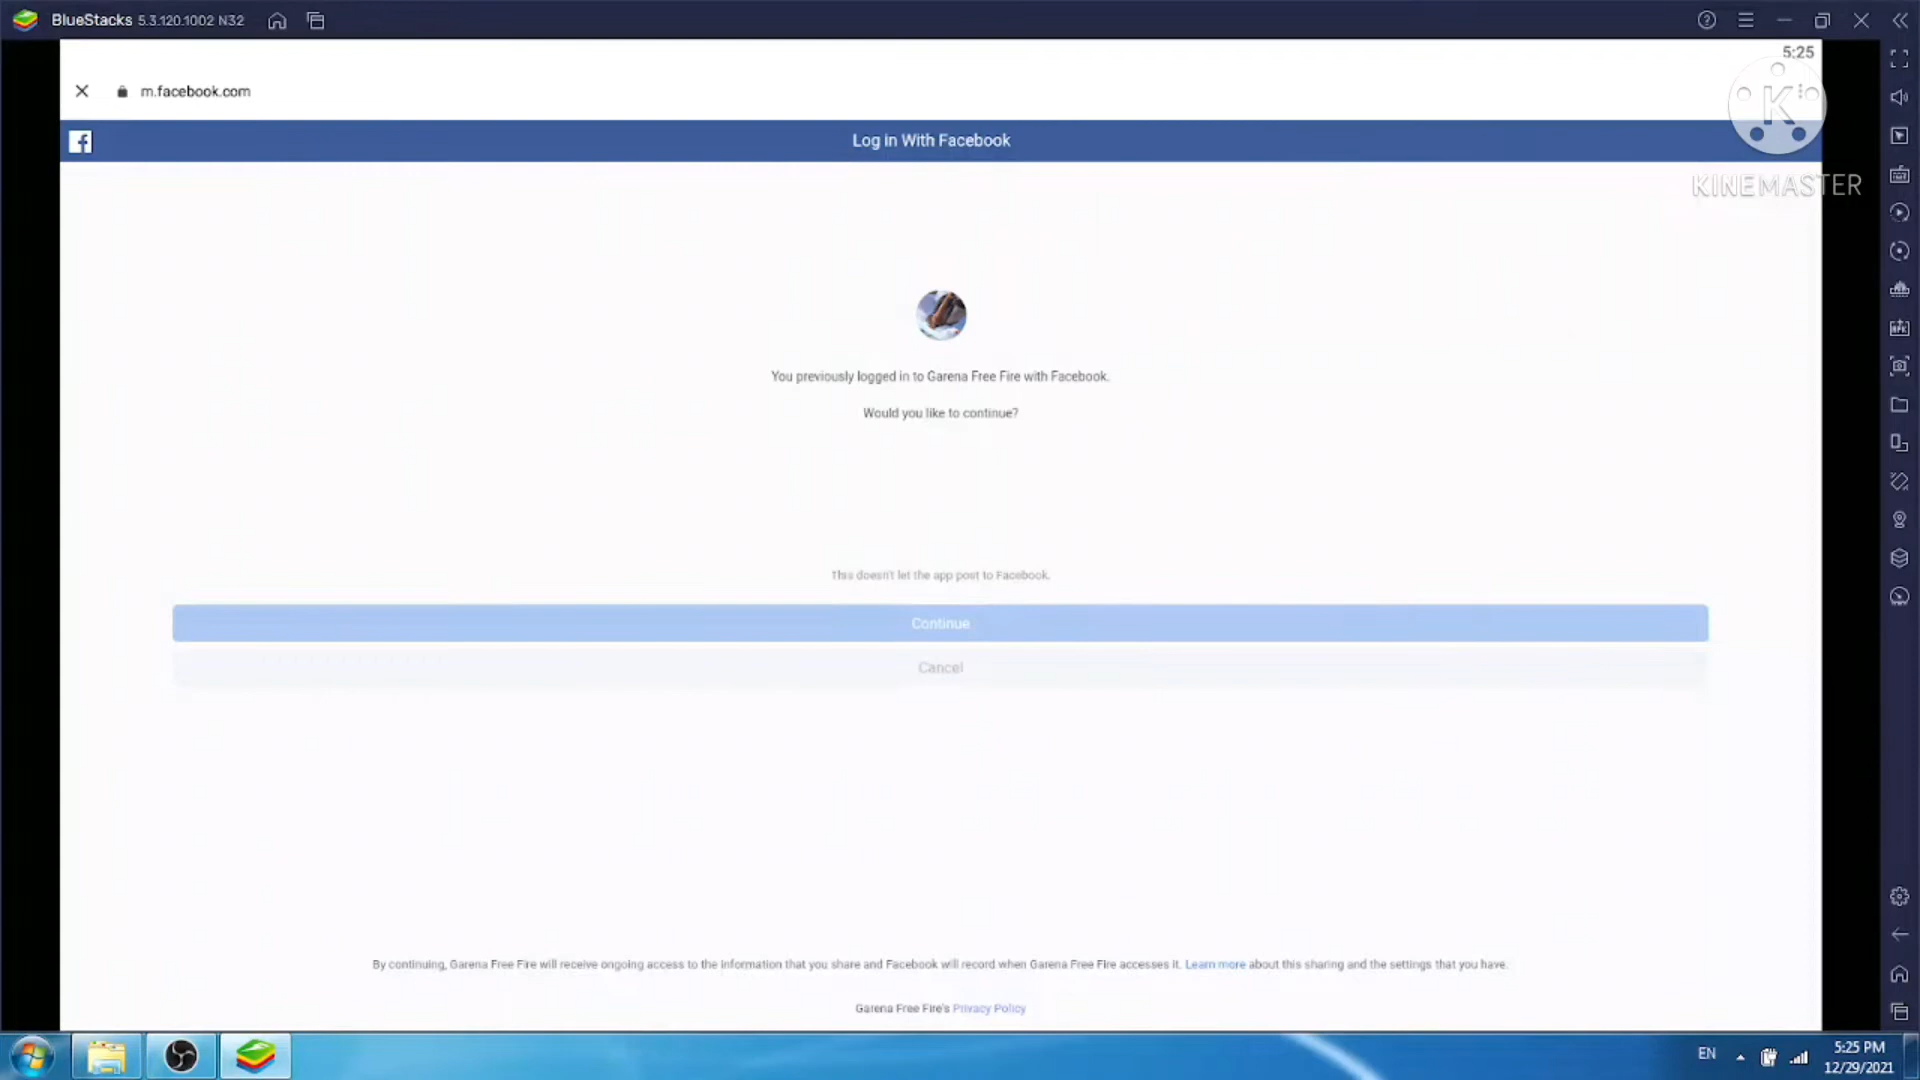 BlueStacks 5.3.120.1002 N32
5:25
m.facebook.com
Log in With Facebook
KINEMASTER
You previously logged in to Garena Free Fire with Facebook.
Would you like to continue?
This doesn't let the app post to Facebook.
Continue
Cancel
By continuing, Garena Free Fire will receive ongoing access to the information that you share and Facebook will record when Garena Free Fire accesses it. Learn more about this sharing and the settings that you have.
Garena Free Fire's Privacy Policy
EN
5:25 PM
12/29/2021